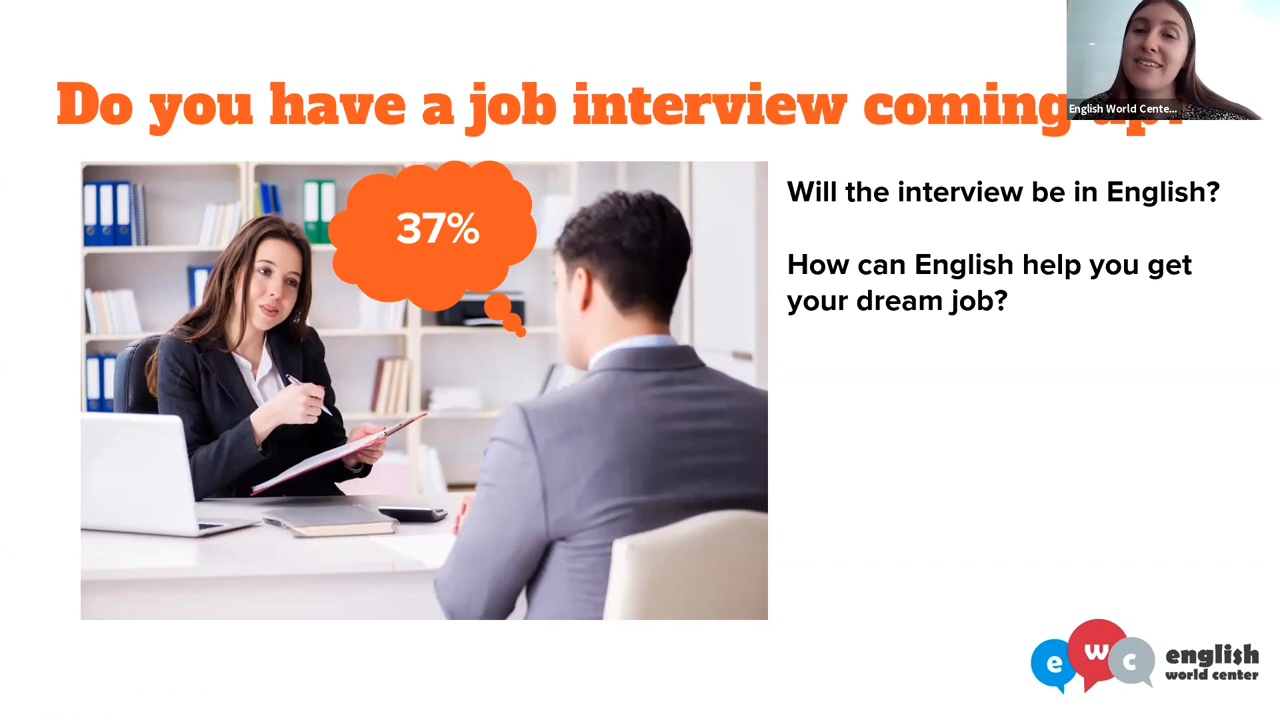 Do you have a job interview coming up?
English World Cente...
37%
Will the interview be in English?
How can English help you get
your dream job?
e w c
english
world center